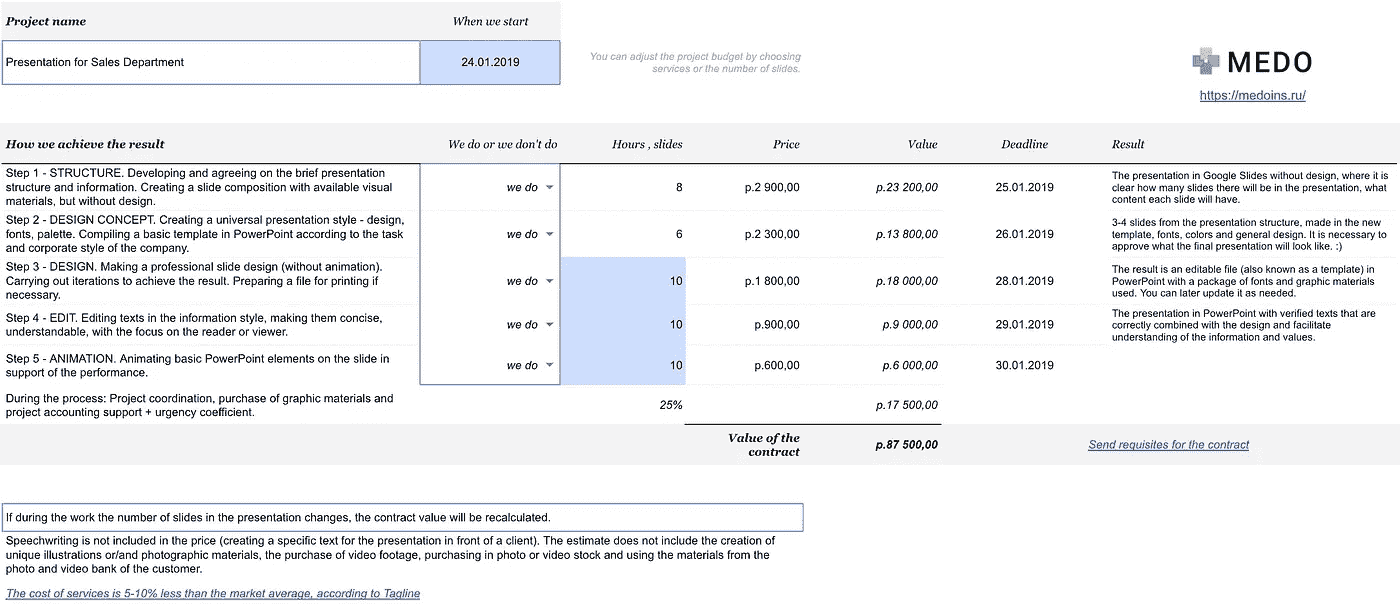 Project name When we start
Presentation for Sales Department 24.01.2019
You can adjust the project budget by choosing
services or the number of slides.
MEDO
https://medoins.ru/
How we achieve the result We do or we don't do Hours , slides Price Value Deadline Result
Step 1 - STRUCTURE. Developing and agreeing on the brief presentation
structure and information. Creating a slide composition with available visual
materials, but without design.
we do 8 p.2 900,00 p.23 200,00 25.01.2019
The presentation in Google Slides without design, where it is
clear how many slides there will be in the presentation, what
content each slide will have.
Step 2 - DESIGN CONCEPT. Creating a universal presentation style - design,
fonts, palette. Compiling a basic template in PowerPoint according to the task
and corporate style of the company.
we do 6 p.2 300,00 p.13 800,00 26.01.2019
3-4 slides from the presentation structure, made in the new
template, fonts, colors and general design. It is necessary to
approve what the final presentation will look like. :)
Step 3 - DESIGN. Making a professional slide design (without animation).
Carrying out iterations to achieve the result. Preparing a file for printing if
necessary.
we do 10 p.1 800,00 p.18 000,00 28.01.2019
The result is an editable file (also known as a template) in
PowerPoint with a package of fonts and graphic materials
used. You can later update it as needed.
Step 4 - EDIT. Editing texts in the information style, making them concise,
understandable, with the focus on the reader or viewer.
we do 10 p.900,00 p.9 000,00 29.01.2019
The presentation in PowerPoint with verified texts that are
correctly combined with the design and facilitate
understanding of the information and values.
Step 5 - ANIMATION. Animating basic PowerPoint elements on the slide in
support of the performance.
we do 10 p.600,00 p.6 000,00 30.01.2019
During the process: Project coordination, purchase of graphic materials and
project accounting support + urgency coefficient.
25% p.17 500,00
Value of the
contract
p.87 500,00
Send requisites for the contract
If during the work the number of slides in the presentation changes, the contract value will be recalculated.
Speechwriting is not included in the price (creating a specific text for the presentation in front of a client). The estimate does not include the creation of
unique illustrations or/and photographic materials, the purchase of video footage, purchasing in photo or video stock and using the materials from the
photo and video bank of the customer.
The cost of services is 5-10% less than the market average, according to Tagline